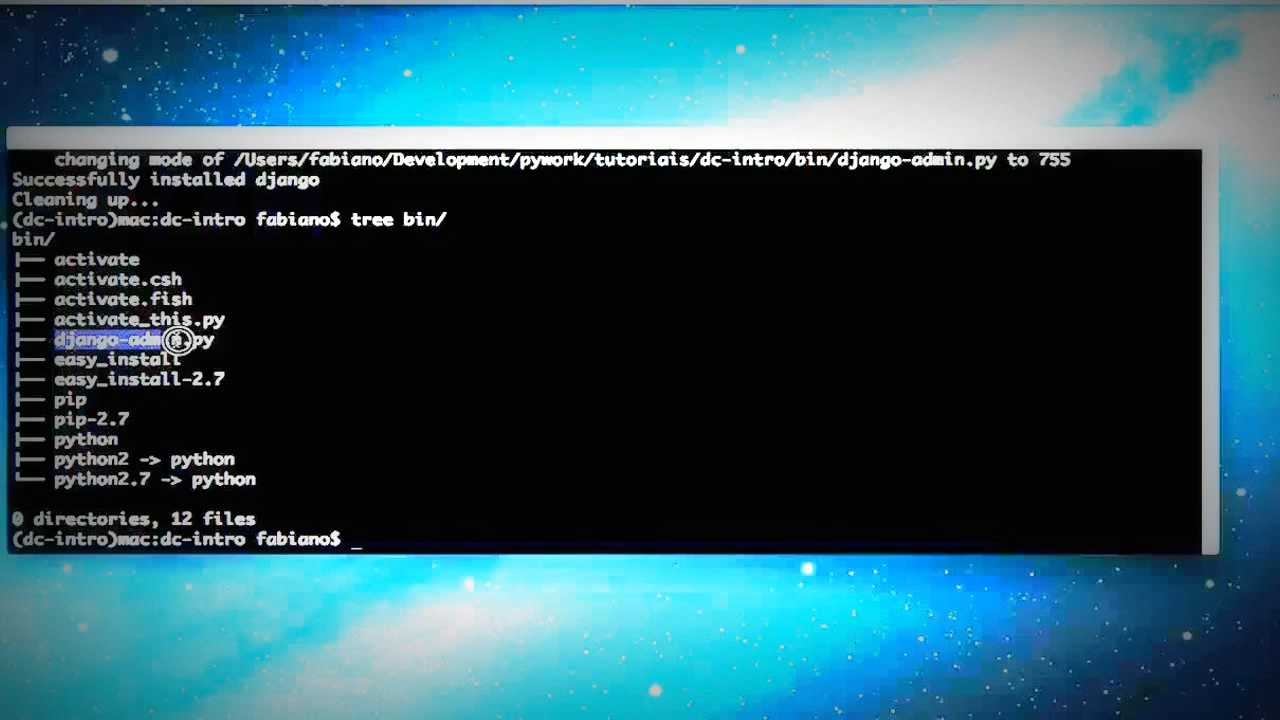 changing mode of /Users/fabiano/Development/pywork/tutoriais/dc-intro/bin/django-admin.py to 755
Successfully installed django
Cleaning up...
(dc-intro)mac:dc-intro fabiano$ tree bin/
bin/
├── activate
├── activate.csh
├── activate.fish
├── activate_this.py
├── django-admin.py
├── easy_install
├── easy_install-2.7
├── pip
├── pip-2.7
├── python
├── python2 -> python
└── python2.7 -> python
0 directories, 12 files
(dc-intro)mac:dc-intro fabiano$ _